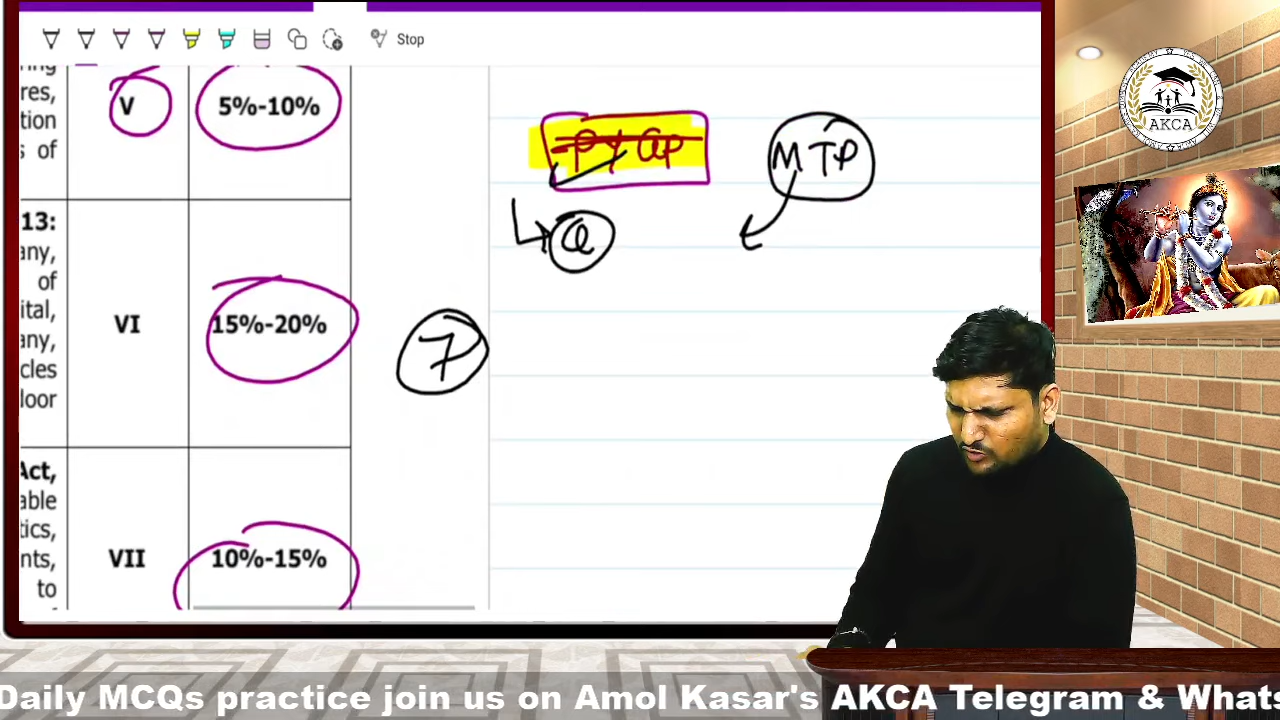 Stop
res,
tion
s of
V
5%-10%
PYQP
MTP
Q
13:
any,
of
ital,
any,
cles
loor
VI
15%-20%
7
Act,
able
tics,
nts,
to
VII
10%-15%
AKCA
Daily MCQs practice join us on Amol Kasar's AKCA Telegram & Whats